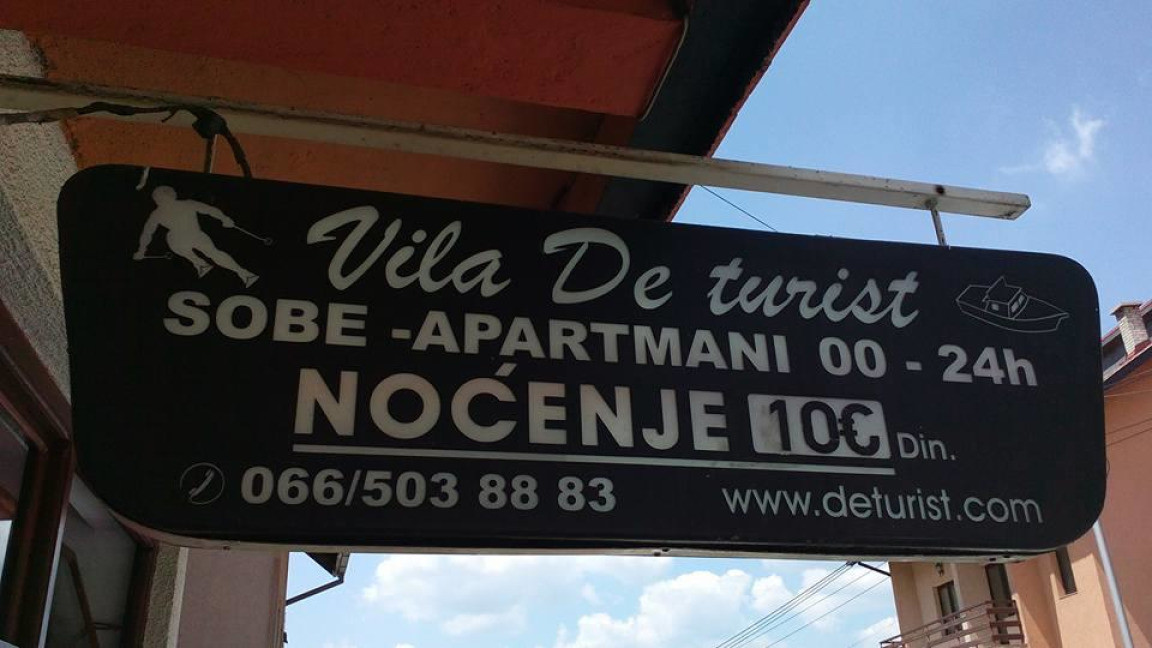 Vila De turist
SOBE -APARTMANI 00 - 24h
NOĆENJE 10€ Din.
066/503 88 83 www.deturist.com